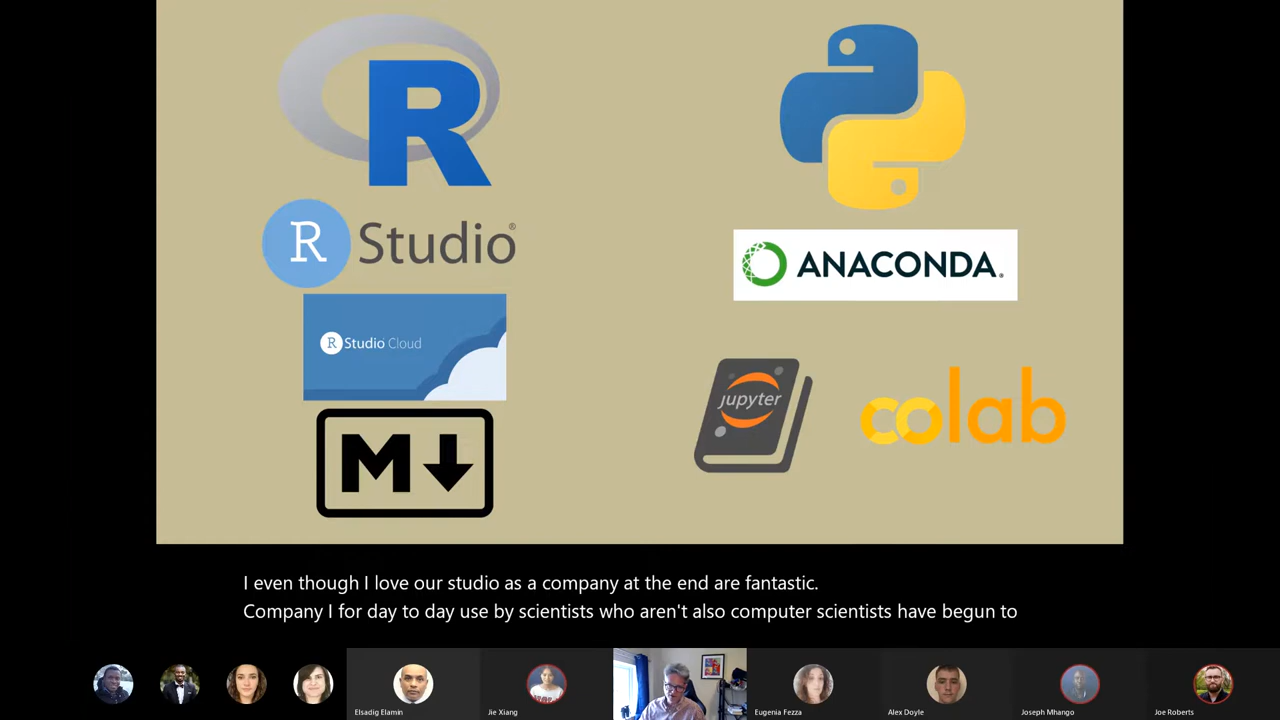 R
R Studio®
R Studio Cloud
M
ANACONDA.®
jupyter
colab
I even though I love our studio as a company at the end are fantastic.
Company I for day to day use by scientists who aren't also computer scientists have begun to
Elsadig Elamin
Jie Xiang
Eugenia Fezza
Alex Doyle
Joseph Mhango
Joe Roberts